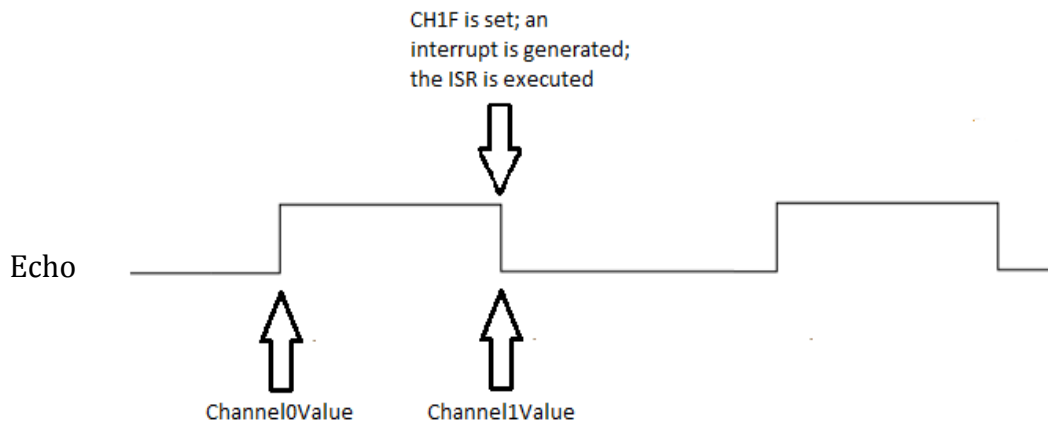 CH1F is set; an
interrupt is generated;
the ISR is executed
Echo
Channel0Value
Channel1Value